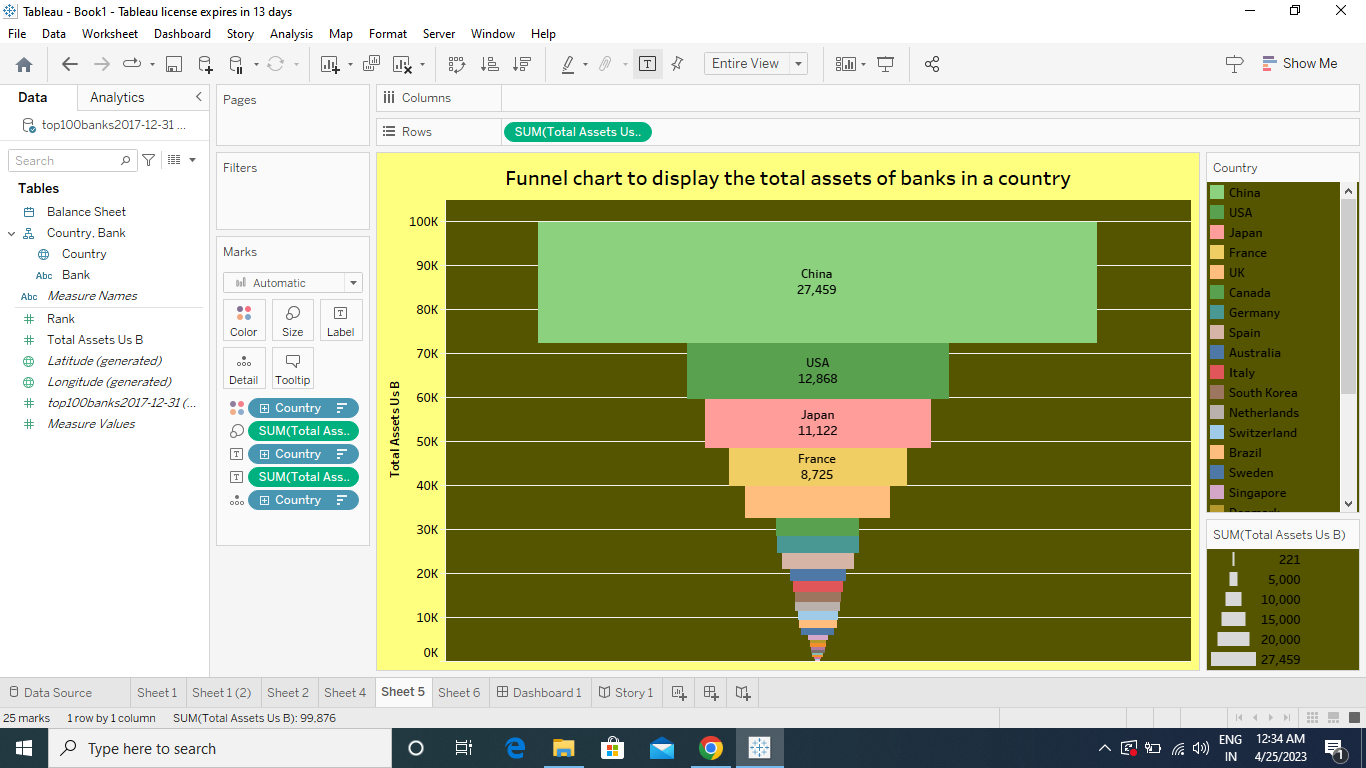 Tableau - Book1 - Tableau license expires in 13 days
File Data Worksheet Dashboard Story Analysis Map Format Server Window Help
Entire View
Show Me
Data Analytics
top100banks2017-12-31 ...
Search
Tables
Balance Sheet
Country, Bank
Country
Abc Bank
Abc Measure Names
Rank
Total Assets Us B
Latitude (generated)
Longitude (generated)
top100banks2017-12-31 (...
Measure Values
Pages
Filters
Marks
Automatic
Color Size Label
Detail Tooltip
Country
SUM(Total Ass..
Country
SUM(Total Ass..
Country
Columns
Rows SUM(Total Assets Us..
Funnel chart to display the total assets of banks in a country
Total Assets Us B
100K
90K
80K
70K
60K
50K
40K
30K
20K
10K
0K
China
27,459
USA
12,868
Japan
11,122
France
8,725
Country
China
USA
Japan
France
UK
Canada
Germany
Spain
Australia
Italy
South Korea
Netherlands
Switzerland
Brazil
Sweden
Singapore
Denmark
SUM(Total Assets Us B)
221
5,000
10,000
15,000
20,000
27,459
Data Source Sheet 1 Sheet 1 (2) Sheet 2 Sheet 4 Sheet 5 Sheet 6 Dashboard 1 Story 1
25 marks 1 row by 1 column SUM(Total Assets Us B): 99,876
Type here to search
ENG
IN
12:34 AM
4/25/2023
1